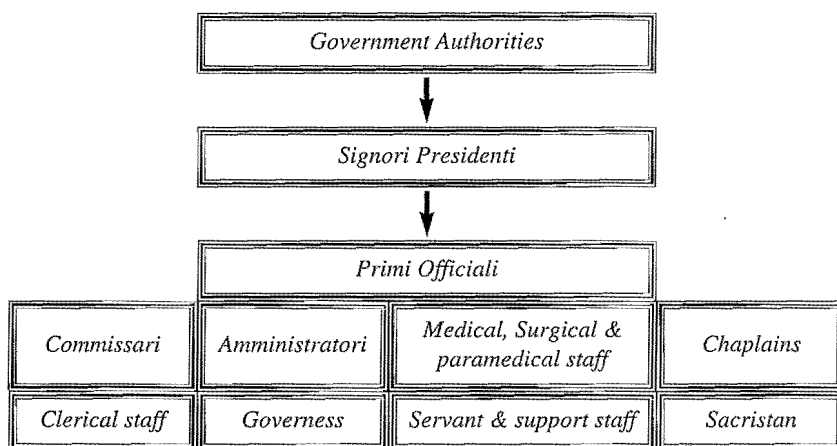 Government Authorities
Signori Presidenti
Primi Officiali
Commissari
Amministratori
Medical, Surgical &
paramedical staff
Chaplains
Clerical staff
Governess
Servant & support staff
Sacristan